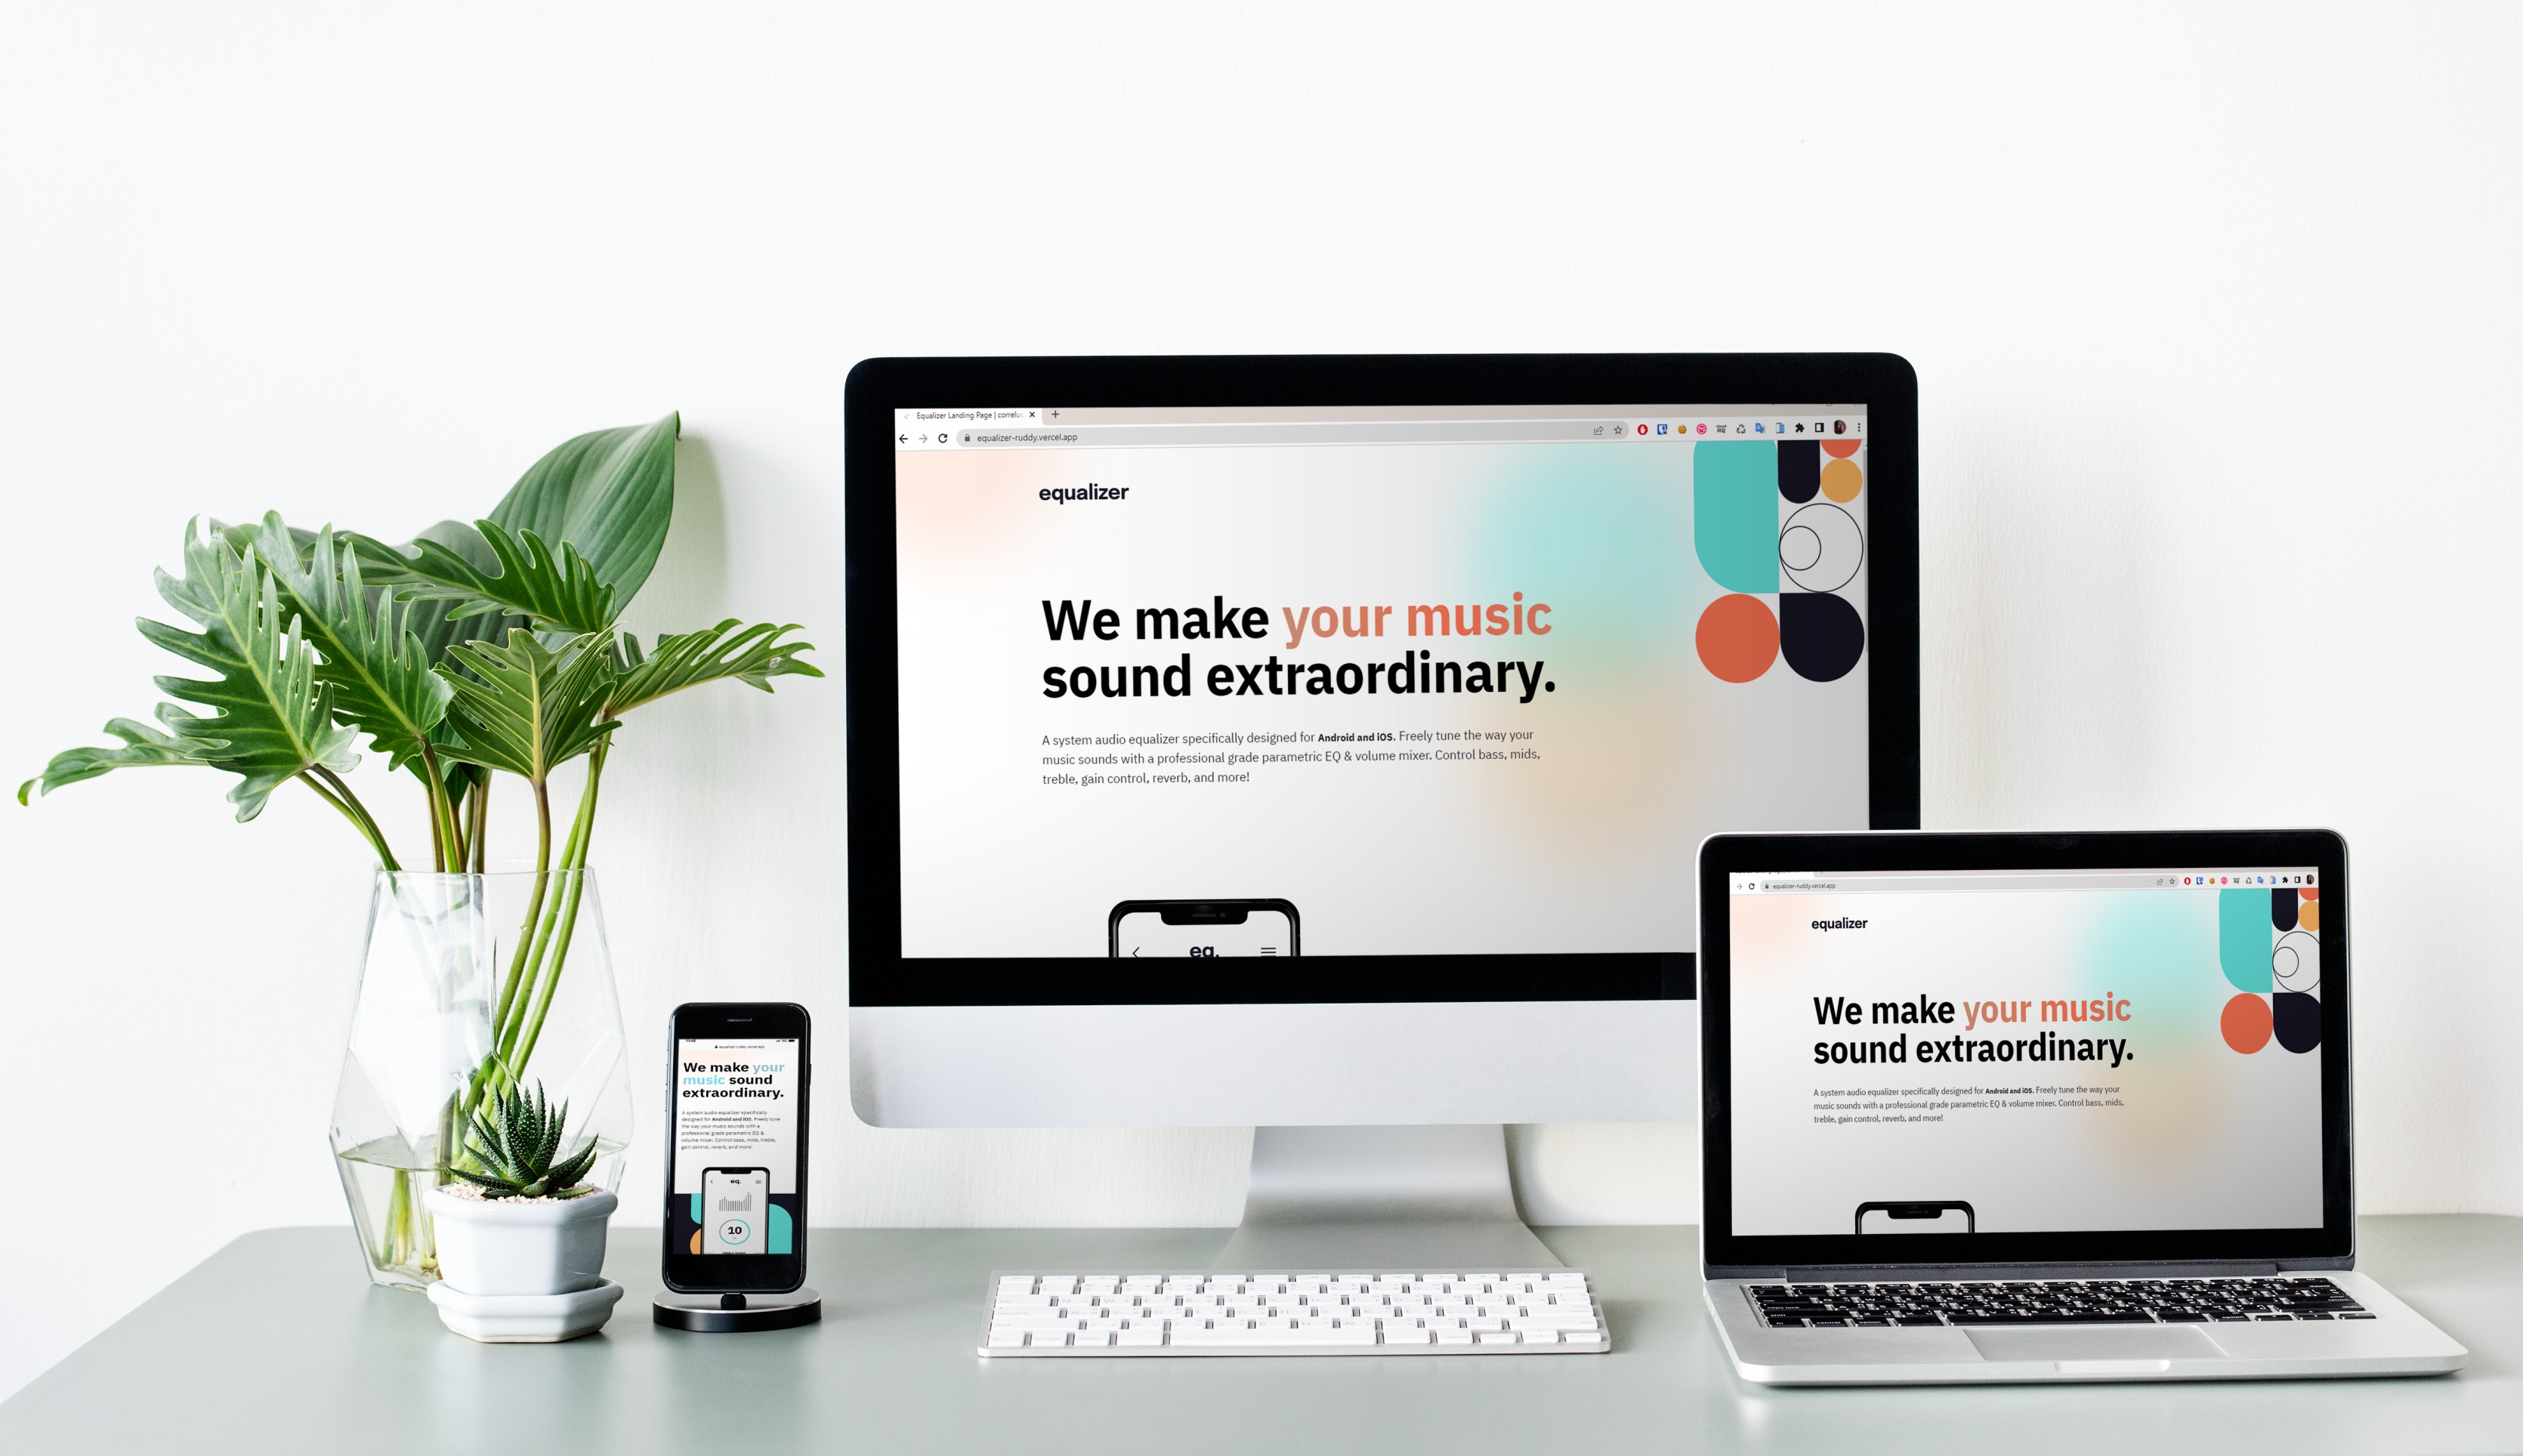 Equalizer Landing Page | correlu
equalizer-ruddy.vercel.app
equalizer
We make your music
sound extraordinary.
A system audio equalizer specifically designed for Android and iOS. Freely tune the way your
music sounds with a professional grade parametric EQ & volume mixer. Control bass, mids,
treble, gain control, reverb, and more!
eq.
equalizer-ruddy.vercel.app
We make your
music sound
extraordinary.
A system audio equalizer specifically
designed for Android and iOS. Freely tune
the way your music sounds with a
professional grade parametric EQ &
volume mixer. Control bass, mids, treble,
gain control, reverb, and more!
eq.
10
equalizer-ruddy.vercel.app
equalizer
We make your music
sound extraordinary.
A system audio equalizer specifically designed for Android and iOS. Freely tune the way your
music sounds with a professional grade parametric EQ & volume mixer. Control bass, mids,
treble, gain control, reverb, and more!